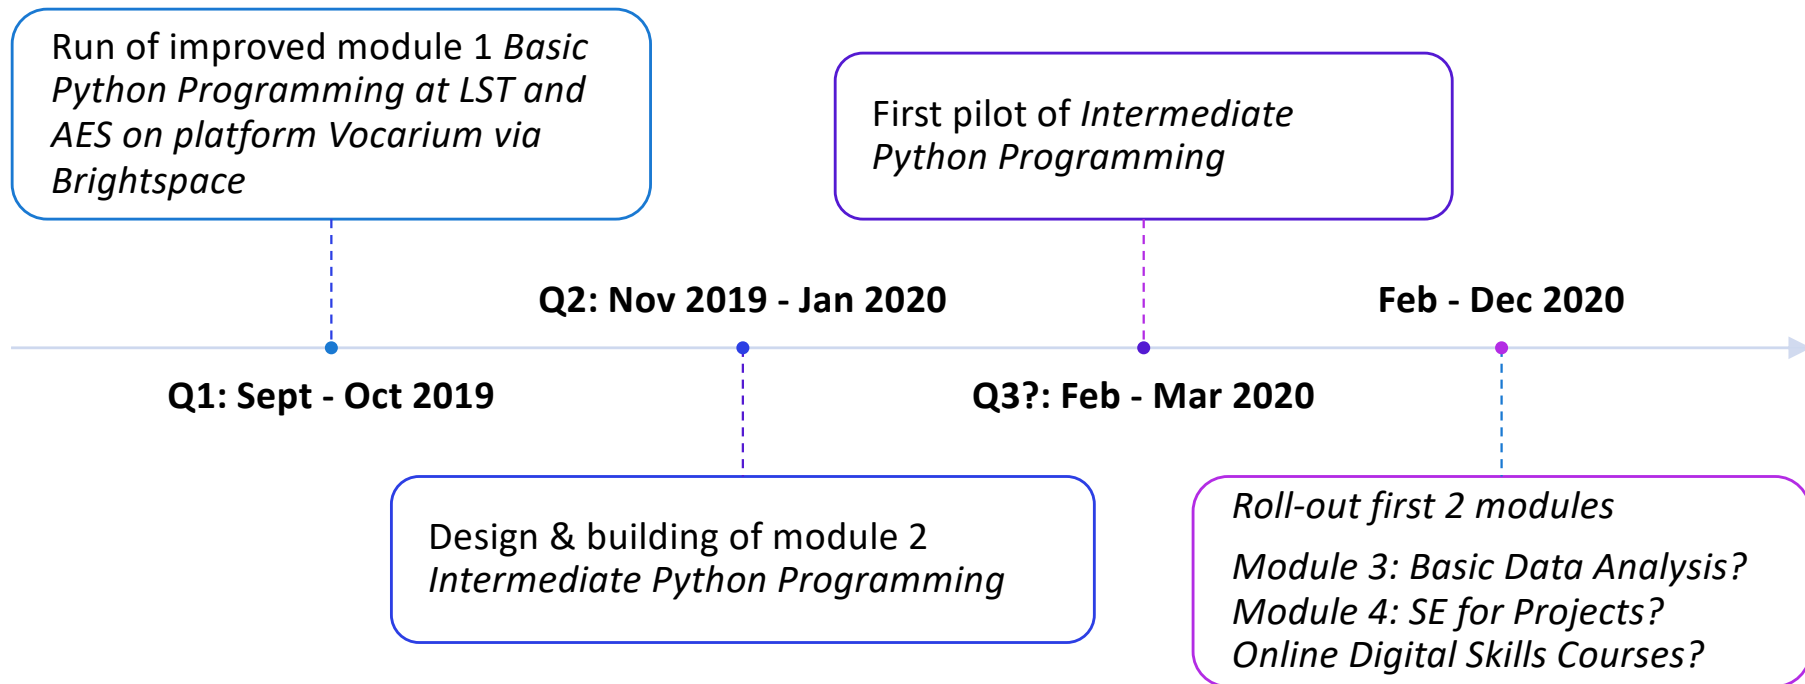 Run of improved module 1 Basic
Python Programming at LST and
AES on platform Vocarium via
Brightspace
First pilot of Intermediate
Python Programming
Q2: Nov 2019 - Jan 2020
Feb - Dec 2020
Q1: Sept - Oct 2019
Q3?: Feb - Mar 2020
Design & building of module 2
Intermediate Python Programming
Roll-out first 2 modules
Module 3: Basic Data Analysis?
Module 4: SE for Projects?
Online Digital Skills Courses?